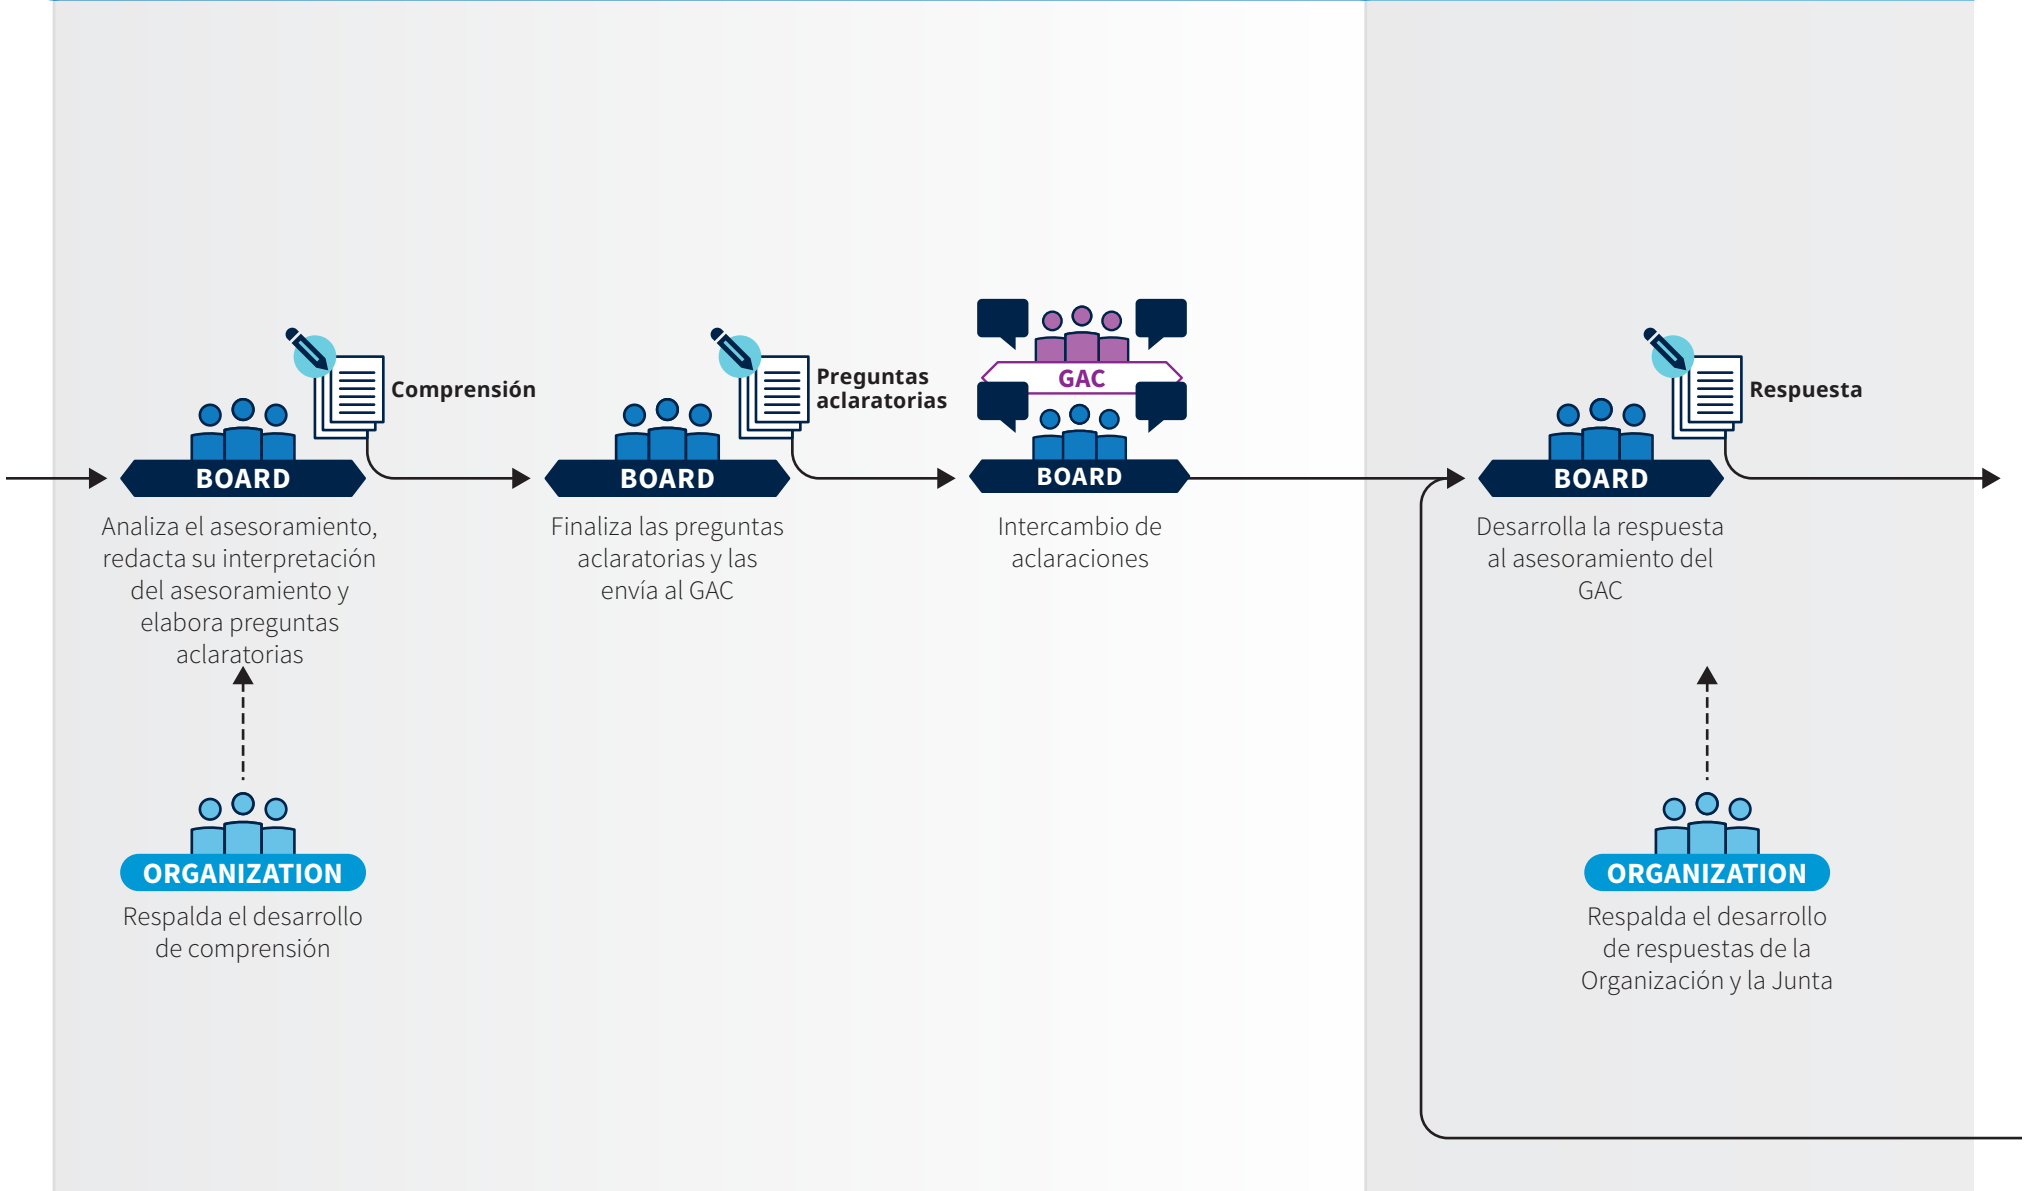 Comprensión
BOARD
Analiza el asesoramiento,
redacta su interpretación
del asesoramiento y
elabora preguntas
aclaratorias
ORGANIZATION
Respalda el desarrollo
de comprensión
Preguntas
aclaratorias
BOARD
Finaliza las preguntas
aclaratorias y las
envía al GAC
GAC
BOARD
Intercambio de
aclaraciones
Respuesta
BOARD
Desarrolla la respuesta
al asesoramiento del
GAC
ORGANIZATION
Respalda el desarrollo
de respuestas de la
Organización y la Junta